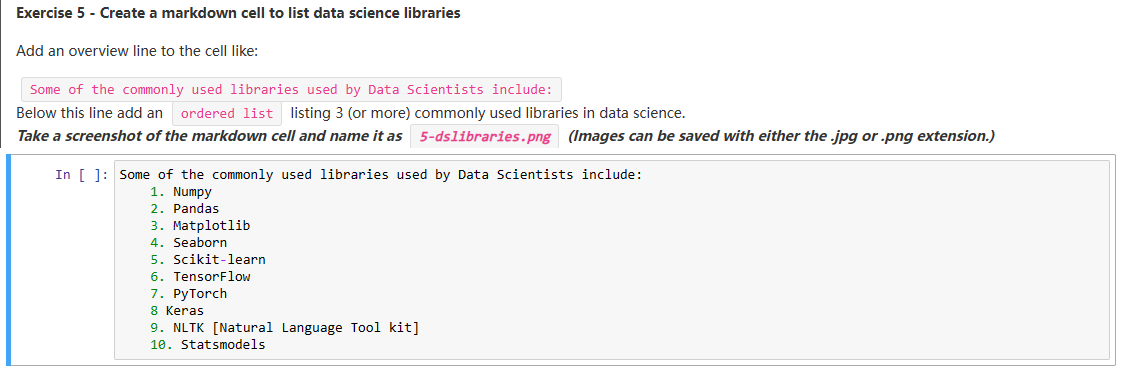 Exercise 5 - Create a markdown cell to list data science libraries
Add an overview line to the cell like:
Some of the commonly used libraries used by Data Scientists include:
Below this line add an ordered list listing 3 (or more) commonly used libraries in data science.
Take a screenshot of the markdown cell and name it as 5-dslibraries.png (Images can be saved with either the .jpg or .png extension.)
In [ ]: Some of the commonly used libraries used by Data Scientists include:
1. Numpy
2. Pandas
3. Matplotlib
4. Seaborn
5. Scikit-learn
6. TensorFlow
7. PyTorch
8 Keras
9. NLTK [Natural Language Tool kit]
10. Statsmodels